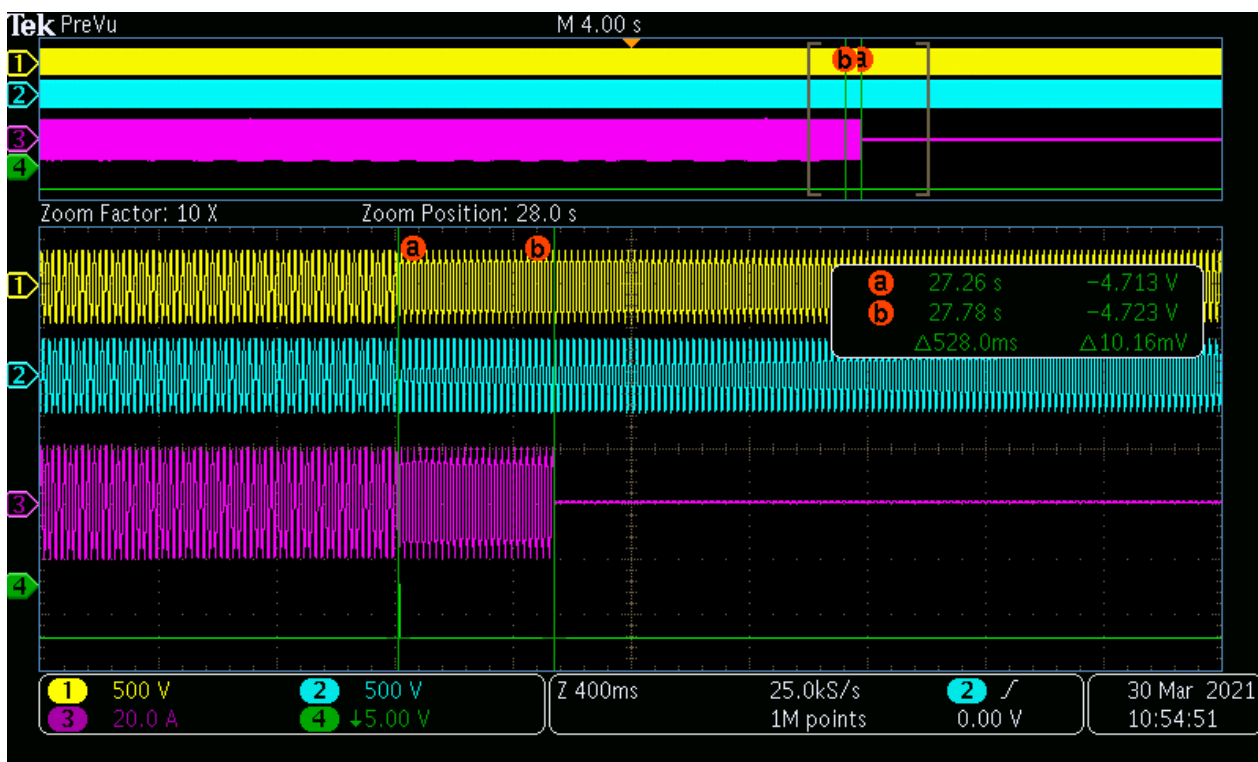 Tek PreVu M 4.00 s
1
b a
2
3
4
Zoom Factor: 10 X Zoom Position: 28.0 s
a b
1
a 27.26 s -4.713 V
b 27.78 s -4.723 V
△528.0ms △10.16mV
2
3
4
1 500 V 2 500 V Z 400ms 25.0kS/s 2 ∫ 30 Mar 2021
3 20.0 A 4 ↓5.00 V 1M points 0.00 V 10:54:51